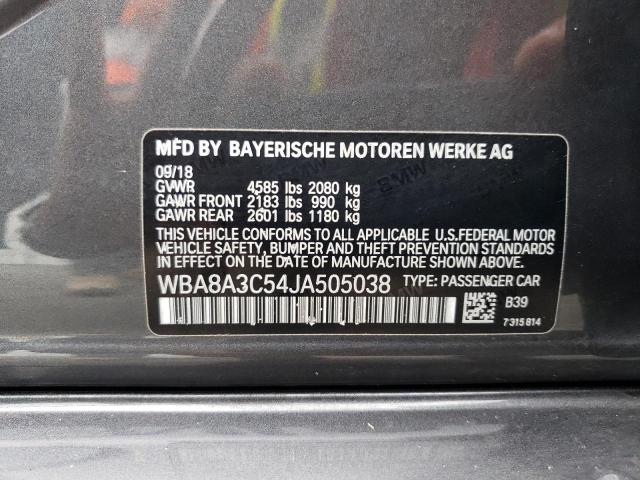 MFD BY BAYERISCHE MOTOREN WERKE AG
09/18
GVWR 4585 lbs 2080 kg
GAWR FRONT 2183 lbs 990 kg
GAWR REAR 2601 lbs 1180 kg
THIS VEHICLE CONFORMS TO ALL APPLICABLE U.S.FEDERAL MOTOR
VEHICLE SAFETY, BUMPER, AND THEFT PREVENTION STANDARDS
IN EFFECT ON THE DATE OF MANUFACTURE SHOWN ABOVE.
WBA8A3C54JA505038 TYPE: PASSENGER CAR
B39
7315814